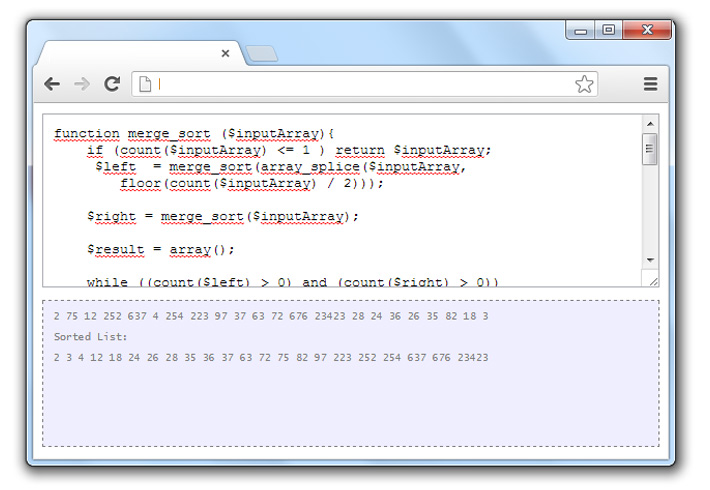 function merge_sort ($inputArray){
if (count($inputArray) <= 1 ) return $inputArray;
$left  = merge_sort(array_splice($inputArray,
floor(count($inputArray) / 2)));
$right = merge_sort($inputArray);
$result = array();
while ((count($left) > 0) and (count($right) > 0))
2 75 12 252 637 4 254 223 97 37 63 72 676 23423 28 24 36 26 35 82 18 3
Sorted List:
2 3 4 12 18 24 26 28 35 36 37 63 72 75 82 97 223 252 254 637 676 23423